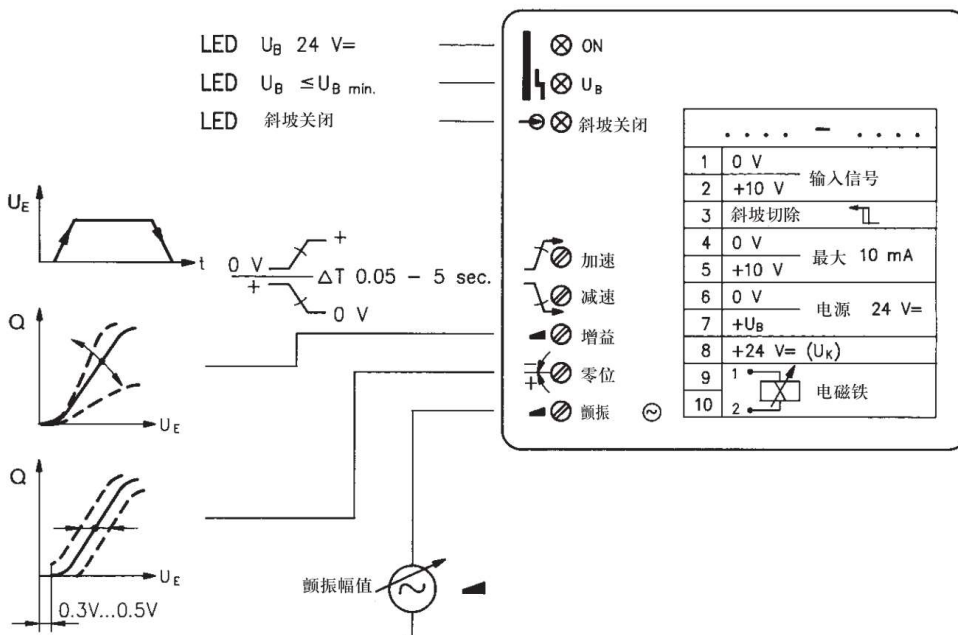 LED U_B 24 V=
LED U_B ≤U_B min.
LED 斜坡关闭
ON
U_B
斜坡关闭
.... – ....
1 0 V
2 +10 V
输入信号
3 斜坡切除
4 0 V
5 +10 V
最大 10 mA
6 0 V
7 +U_B
电源 24 V=
8 +24 V= (U_K)
9 1
10 2
电磁铁
加速
减速
增益
零位
颤振
U_E
t
0 V
+
ΔT 0.05 – 5 sec.
+
0 V
Q
U_E
Q
U_E
0.3V...0.5V
颤振幅值